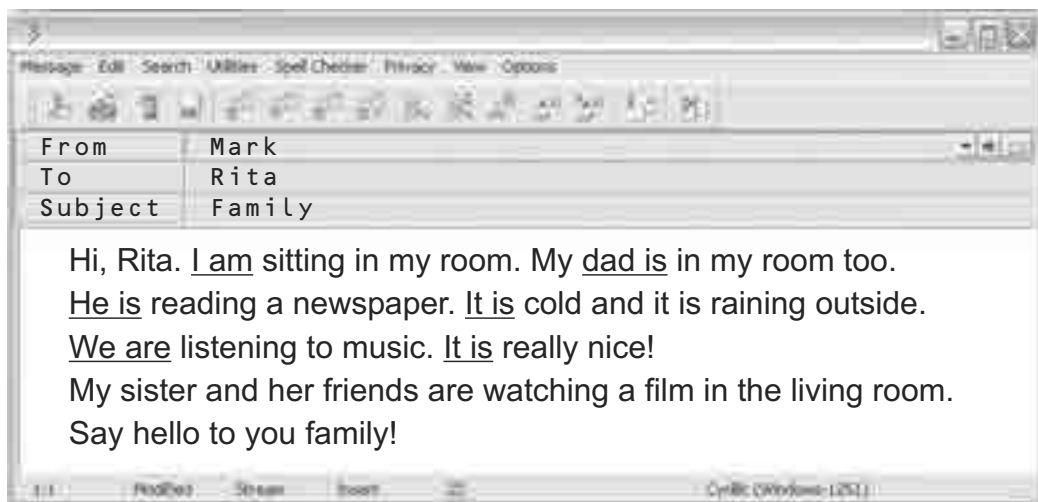 Message Edit Search Utilities Spell Checker Privacy View Options
From Mark
To Rita
Subject Family
Hi, Rita. I am sitting in my room. My dad is in my room too.
He is reading a newspaper. It is cold and it is raining outside.
We are listening to music. It is really nice!
My sister and her friends are watching a film in the living room.
Say hello to you family!
1:1 Modified Stream Insert Cyrillic (Windows-1251)